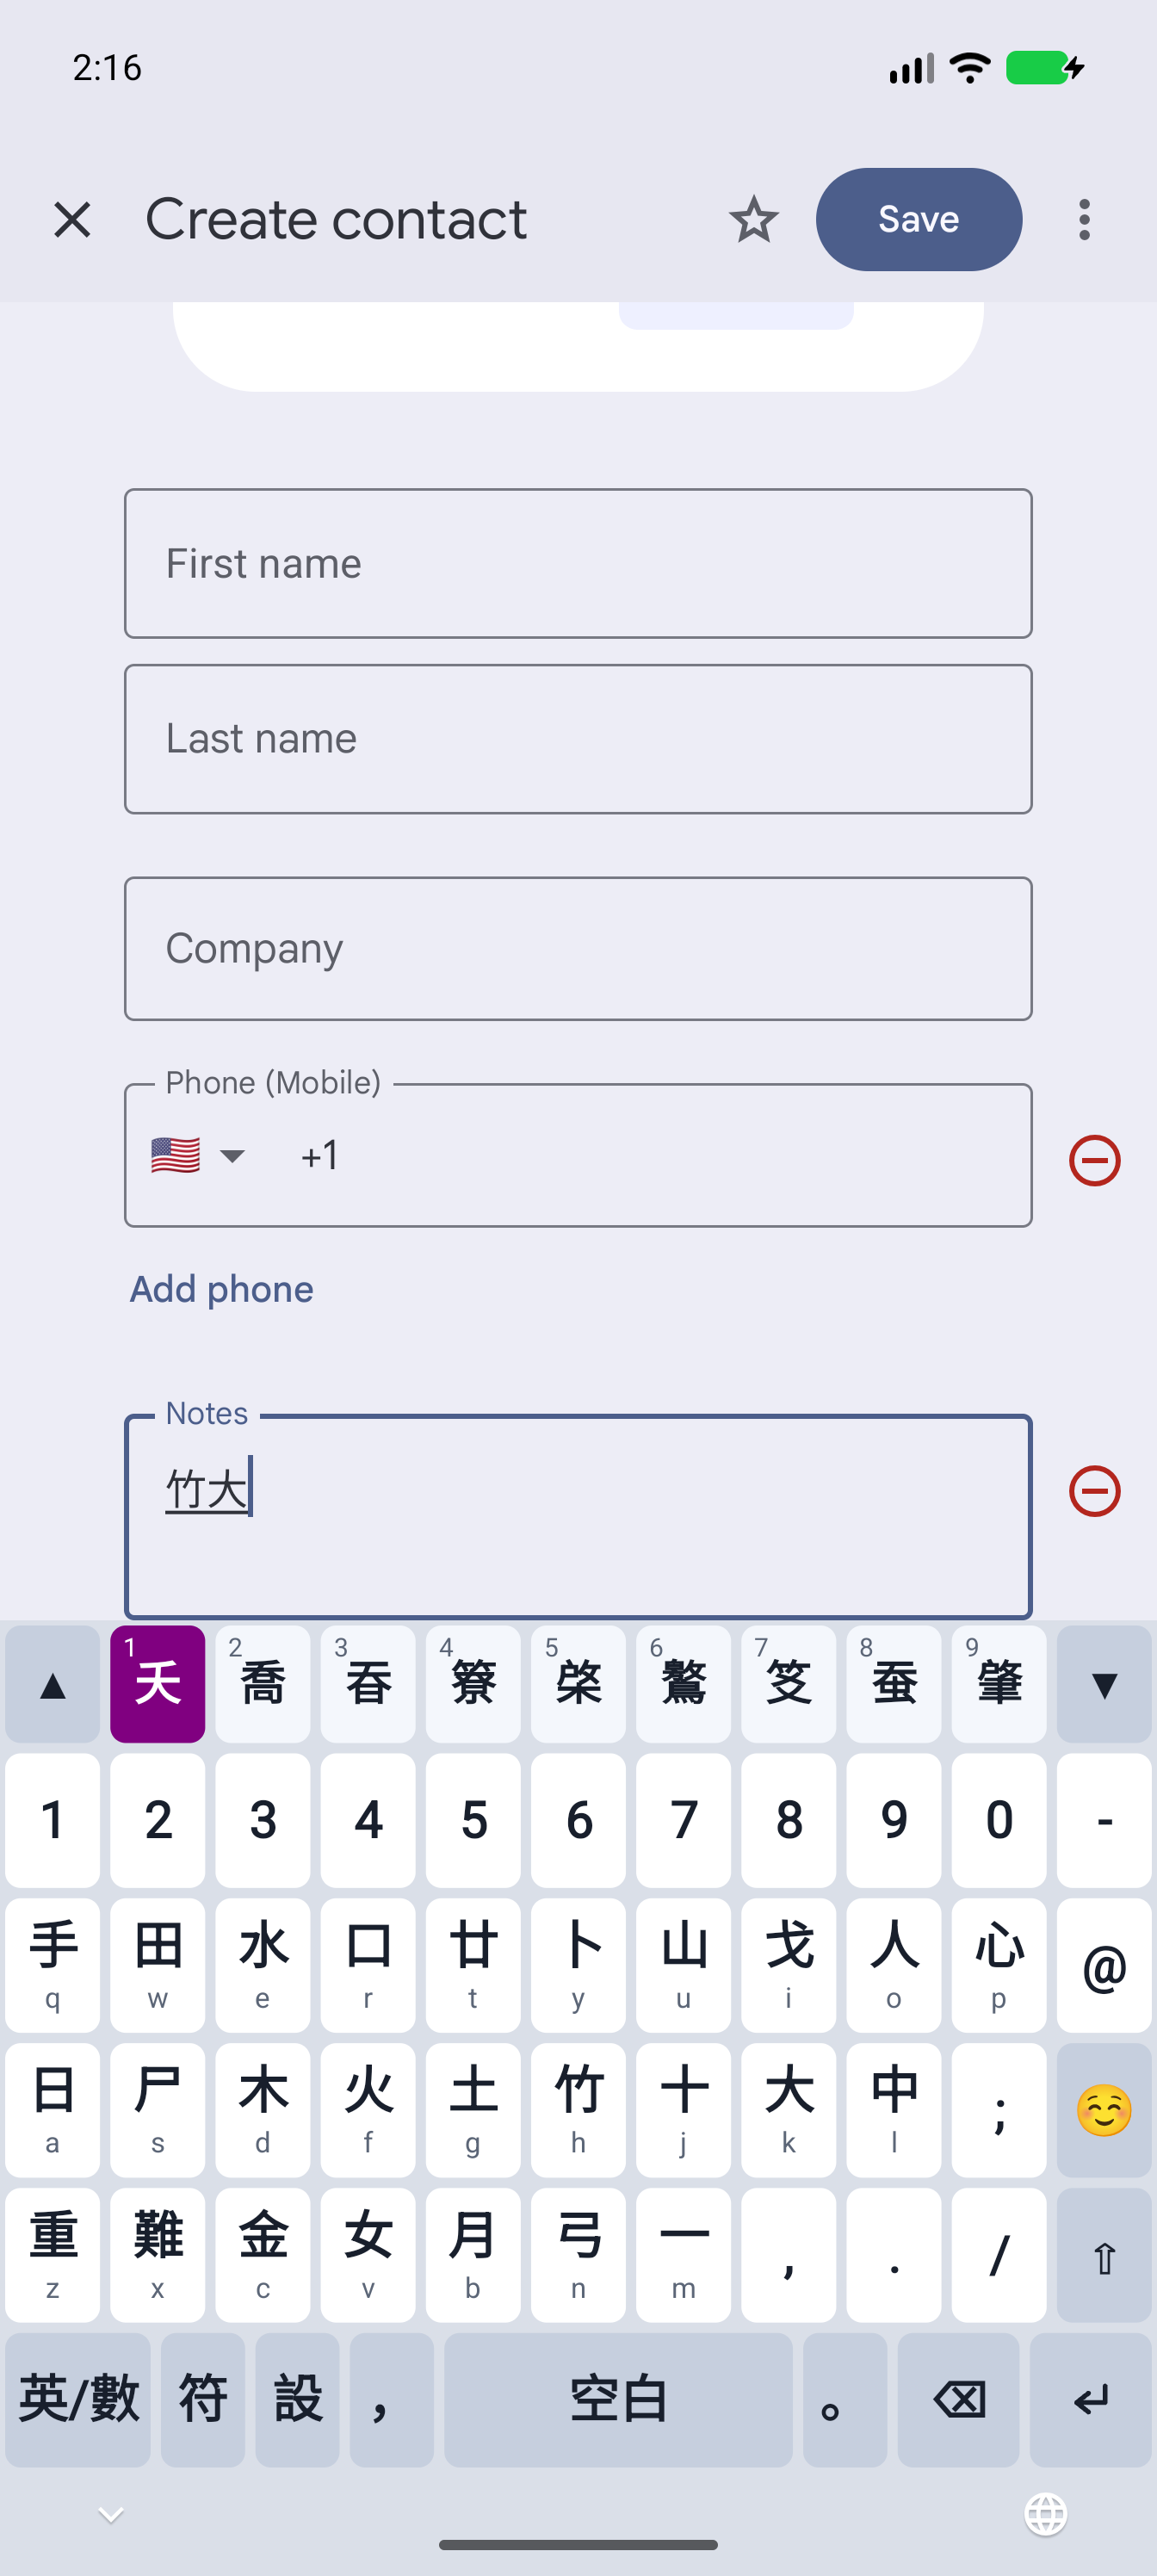 2:16
Create contact
Save
First name
Last name
Company
Phone (Mobile)
+1
Add phone
Notes
竹大
▲ 1 夭 2 喬 3 吞 4 簝 5 棨 6 鷔 7 笅 8 蚕 9 肇 ▼
1 2 3 4 5 6 7 8 9 0 -
手 田 水 口 廿 卜 山 戈 人 心 @
q w e r t y u i o p
日 尸 木 火 土 竹 十 大 中 ;
a s d f g h j k l
重 難 金 女 月 弓 一 , . / ⇧
z x c v b n m
英/數 符 設 ， 空白 。